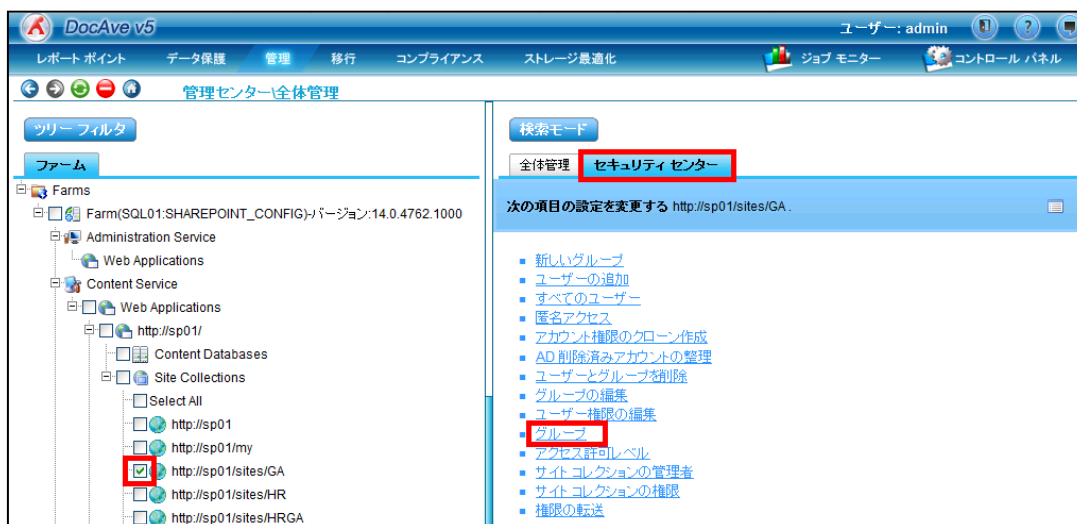 DocAve v5
ユーザー: admin
レポート ポイント データ保護 管理 移行 コンプライアンス ストレージ最適化 ジョブ モニター コントロール パネル
管理センター\全体管理
ツリー フィルタ
ファーム
Farms
Farm(SQL01:SHAREPOINT_CONFIG)-バージョン:14.0.4762.1000
Administration Service
Web Applications
Content Service
Web Applications
http://sp01/
Content Databases
Site Collections
Select All
http://sp01
http://sp01/my
http://sp01/sites/GA
http://sp01/sites/HR
http://sp01/sites/HRGA
検索モード
全体管理 セキュリティ センター
次の項目の設定を変更する http://sp01/sites/GA .
新しいグループ
ユーザーの追加
すべてのユーザー
匿名アクセス
アカウント権限のクローン作成
AD 削除済みアカウントの整理
ユーザーとグループを削除
グループの編集
ユーザー権限の編集
グループ
アクセス許可レベル
サイト コレクションの管理者
サイト コレクションの権限
権限の転送